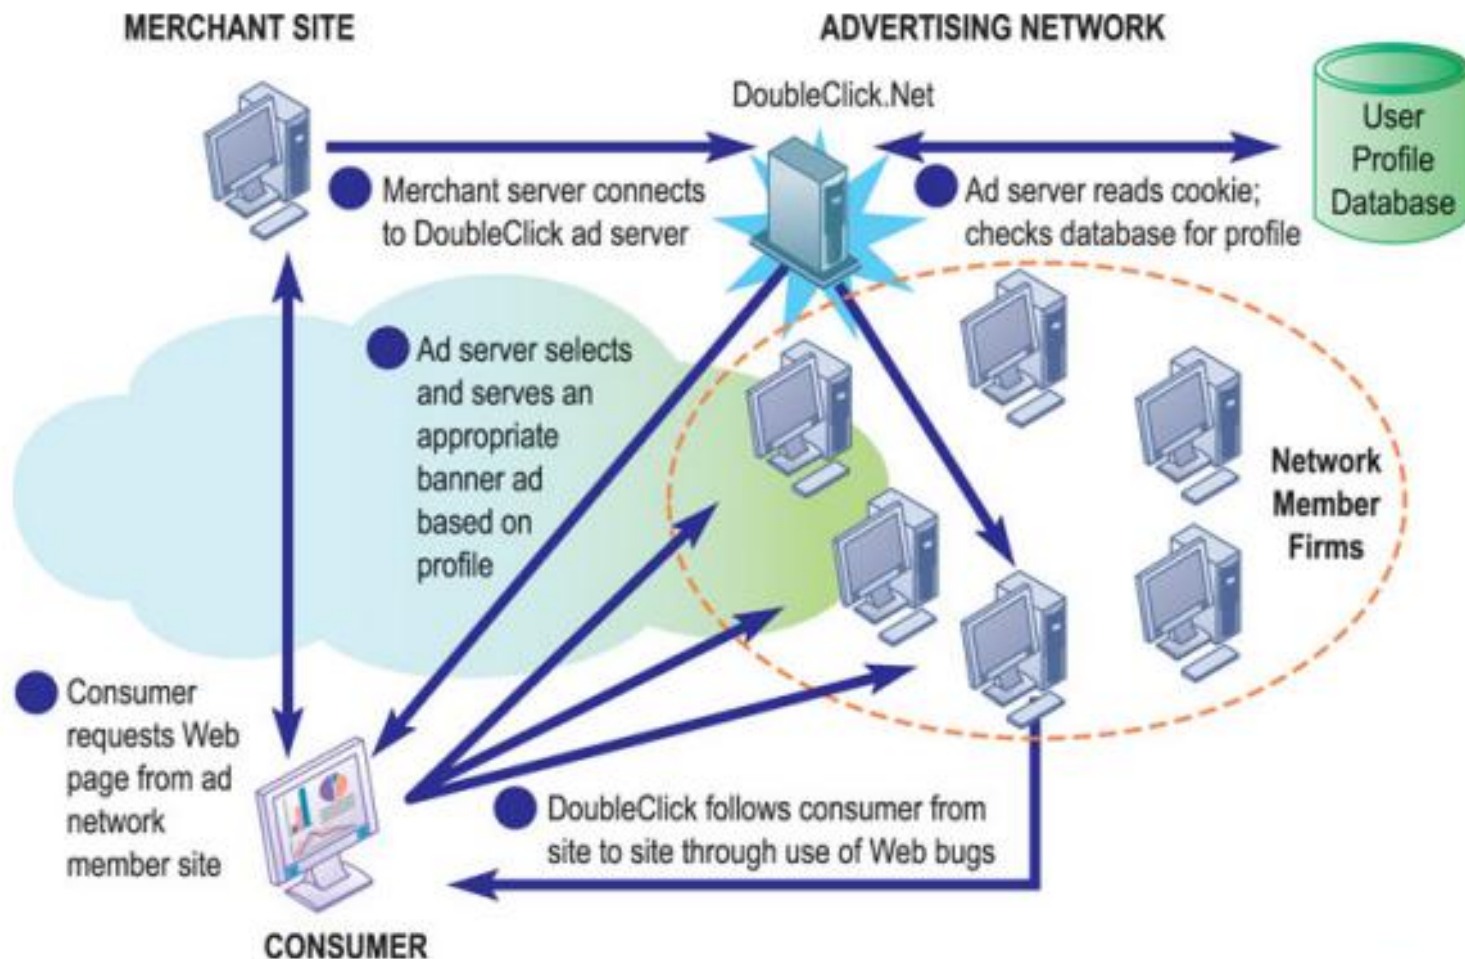 MERCHANT SITE
ADVERTISING NETWORK
DoubleClick.Net
User
Profile
Database
Merchant server connects
to DoubleClick ad server
Ad server reads cookie;
checks database for profile
Ad server selects
and serves an
appropriate
banner ad
based on
profile
Network
Member
Firms
Consumer
requests Web
page from ad
network
member site
DoubleClick follows consumer from
site to site through use of Web bugs
CONSUMER